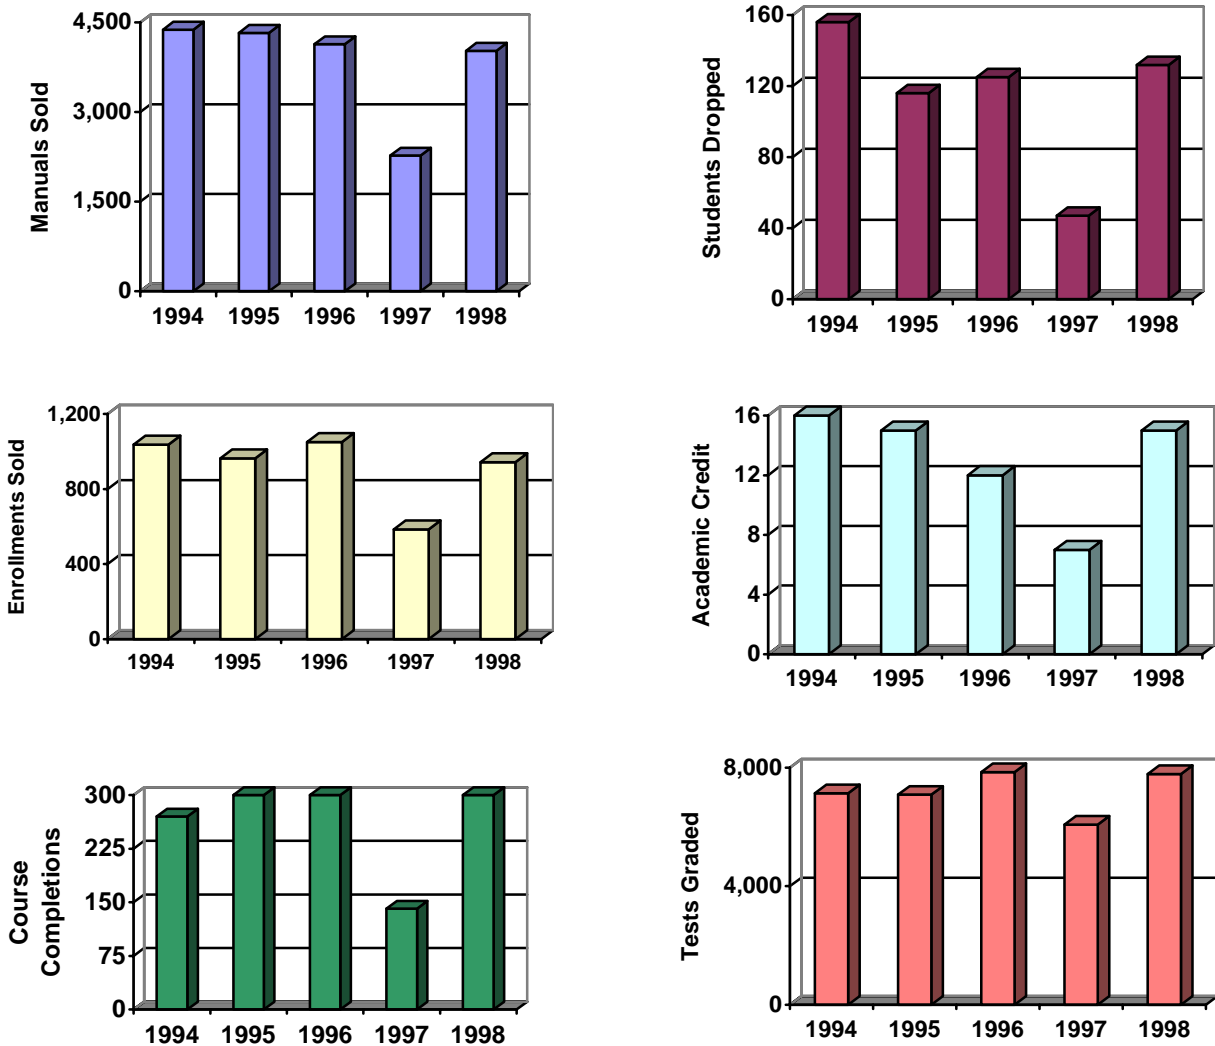 Manuals Sold
4,500
3,000
1,500
0
1994 1995 1996 1997 1998
Students Dropped
160
120
80
40
0
1994 1995 1996 1997 1998
Enrollments Sold
1,200
800
400
0
1994 1995 1996 1997 1998
Academic Credit
16
12
8
4
0
1994 1995 1996 1997 1998
Course
Completions
300
225
150
75
0
1994 1995 1996 1997 1998
Tests Graded
8,000
4,000
0
1994 1995 1996 1997 1998